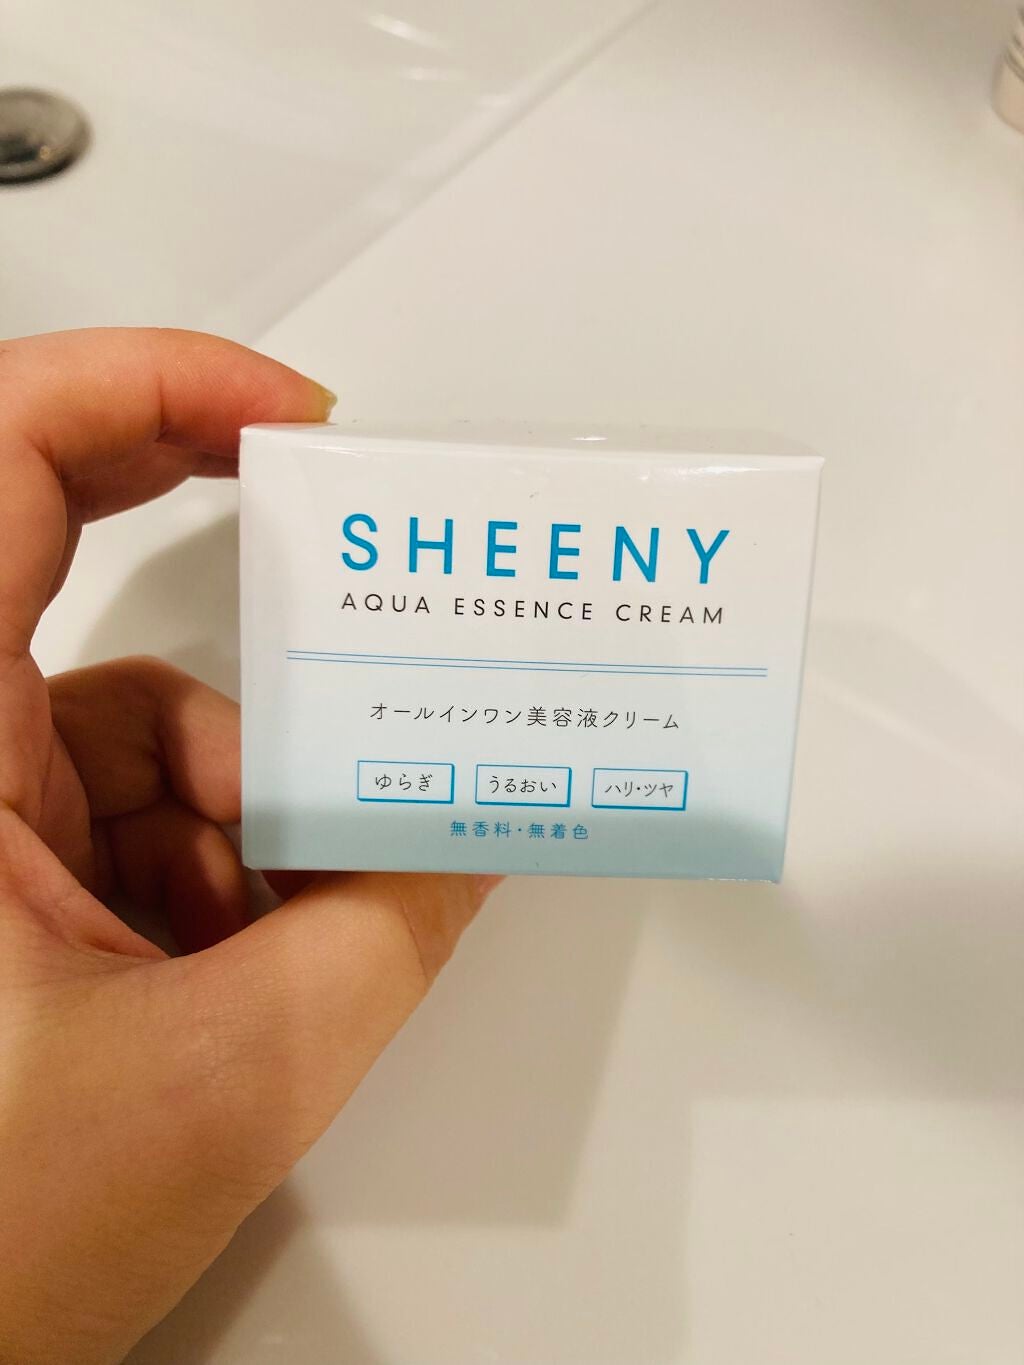 SHEENY
AQUA ESSENCE CREAM
オールインワン美容液クリーム
ゆらぎ うるおい ハリ・ツヤ
無香料・無着色